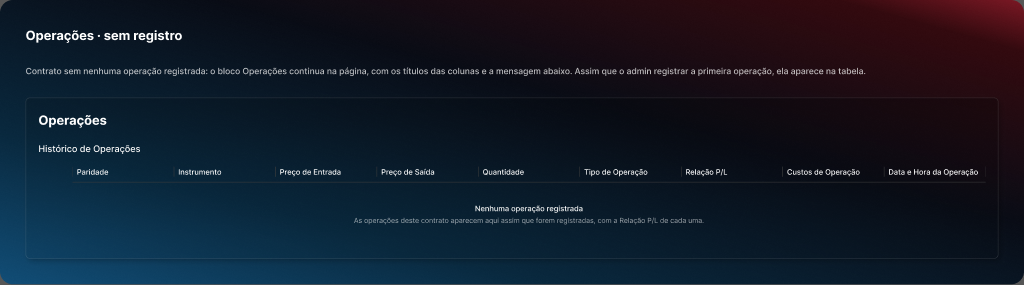 Operações · sem registro
Contrato sem nenhuma operação registrada: o bloco Operações continua na página, com os títulos das colunas e a mensagem abaixo. Assim que o admin registrar a primeira operação, ela aparece na tabela.
Operações
Histórico de Operações
Paridade Instrumento Preço de Entrada Preço de Saída Quantidade Tipo de Operação Relação P/L Custos de Operação Data e Hora da Operação
Nenhuma operação registrada
As operações deste contrato aparecem aqui assim que forem registradas, com a Relação P/L de cada uma.